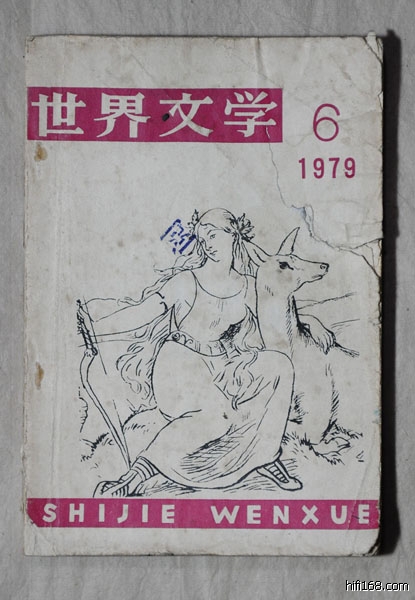 世界文学
6
1979
SHIJIE WENXUE
hifi168.com